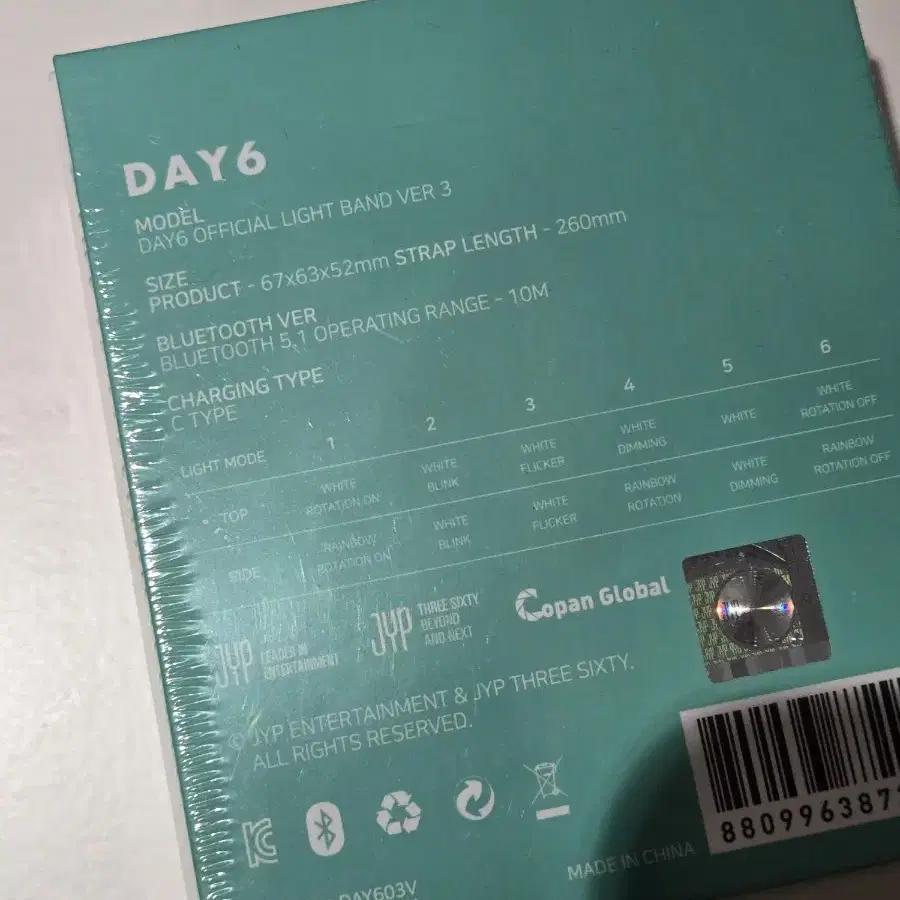 DAY6
MODEL
DAY6 OFFICIAL LIGHT BAND VER 3
SIZE
PRODUCT - 67x63x52mm STRAP LENGTH - 260mm
BLUETOOTH VER
BLUETOOTH 5.1 OPERATING RANGE - 10M
CHARGING TYPE
C TYPE
LIGHT MODE 1 2 3 4 5 6
TOP WHITE ROTATION ON WHITE BLINK WHITE FLICKER WHITE DIMMING WHITE WHITE ROTATION OFF
SIDE RAINBOW ROTATION ON WHITE BLINK WHITE FLICKER RAINBOW ROTATION WHITE DIMMING RAINBOW ROTATION OFF
JYP LEADER IN
ENTERTAINMENT
JYP THREE SIXTY
BEYOND
AND NEXT
Copan Global
JYP
© JYP ENTERTAINMENT & JYP THREE SIXTY.
ALL RIGHTS RESERVED.
MADE IN CHINA
880996387
DAY603V